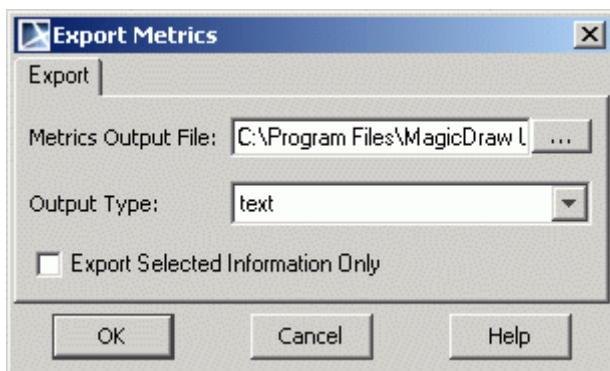 Export Metrics
Export
Metrics Output File: C:\Program Files\MagicDraw U ...
Output Type: text
Export Selected Information Only
OK Cancel Help